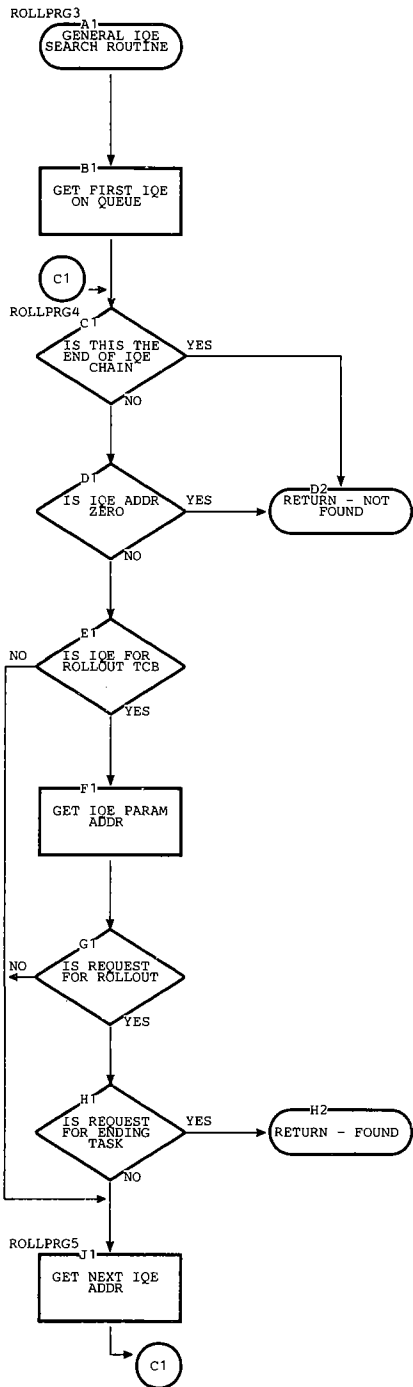 ROLLPRG3
A1
GENERAL IQE
SEARCH ROUTINE
B1
GET FIRST IQE
ON QUEUE
C1
ROLLPRG4
C1
IS THIS THE
END OF IQE
CHAIN
YES
NO
D1
IS IQE ADDR
ZERO
YES
NO
D2
RETURN - NOT
FOUND
E1
NO
IS IQE FOR
ROLLOUT TCB
YES
F1
GET IQE PARAM
ADDR
G1
NO
IS REQUEST
FOR ROLLOUT
YES
H1
IS REQUEST
FOR ENDING
TASK
YES
NO
H2
RETURN - FOUND
ROLLPRG5
J1
GET NEXT IQE
ADDR
C1